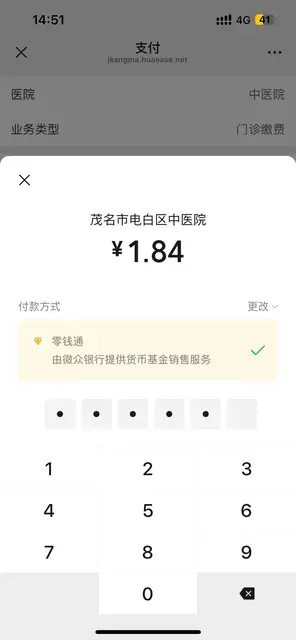 14:51
4G 41
支付
jkangma.huaease.net
医院
中医院
业务类型
门诊缴费
茂名市电白区中医院
¥1.84
付款方式
更改
零钱通
由微众银行提供货币基金销售服务
1 2 3
4 5 6
7 8 9
0